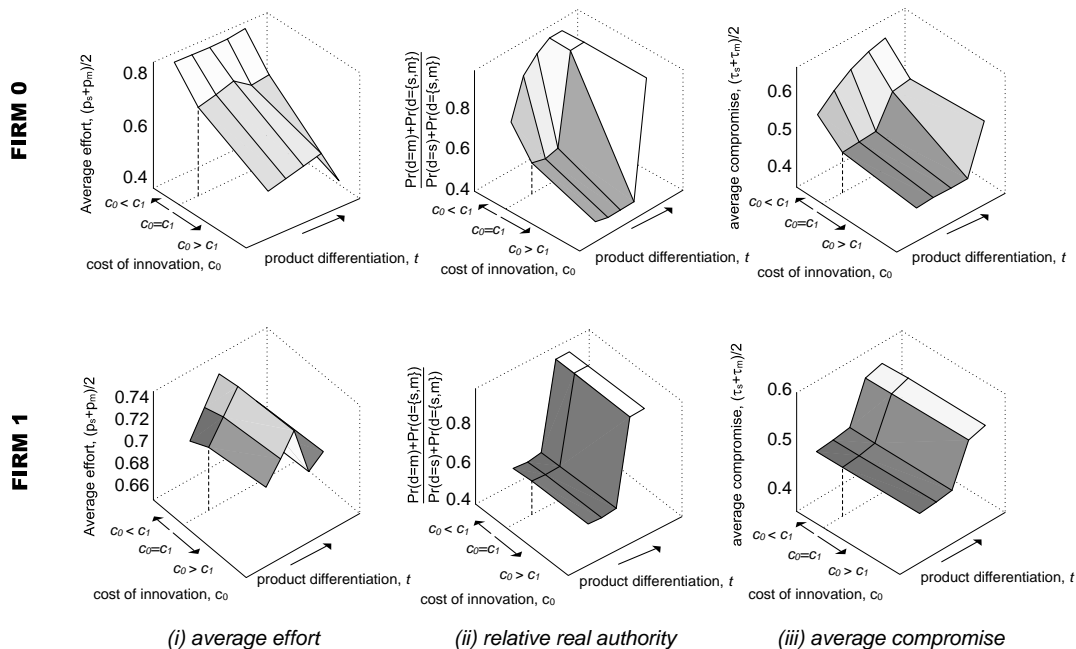 FIRM 0
Average effort, (pₛ+pₘ)/2
0.8
0.6
0.4
c₀ < c₁
c₀=c₁
c₀ > c₁
cost of innovation, c₀
product differentiation, t
Pr(d=m)+Pr(d={s,m})
Pr(d=s)+Pr(d={s,m})
0.8
0.6
0.4
c₀ < c₁
c₀=c₁
c₀ > c₁
cost of innovation, c₀
product differentiation, t
average compromise, (τₛ+τₘ)/2
0.6
0.5
0.4
c₀ < c₁
c₀=c₁
c₀ > c₁
cost of innovation, c₀
product differentiation, t
FIRM 1
Average effort, (pₛ+pₘ)/2
0.74
0.72
0.7
0.68
0.66
c₀ < c₁
c₀=c₁
c₀ > c₁
cost of innovation, c₀
product differentiation, t
Pr(d=m)+Pr(d={s,m})
Pr(d=s)+Pr(d={s,m})
0.8
0.6
0.4
c₀ < c₁
c₀=c₁
c₀ > c₁
cost of innovation, c₀
product differentiation, t
average compromise, (τₛ+τₘ)/2
0.6
0.5
0.4
c₀ < c₁
c₀=c₁
c₀ > c₁
cost of innovation, c₀
product differentiation, t
(i) average effort
(ii) relative real authority
(iii) average compromise